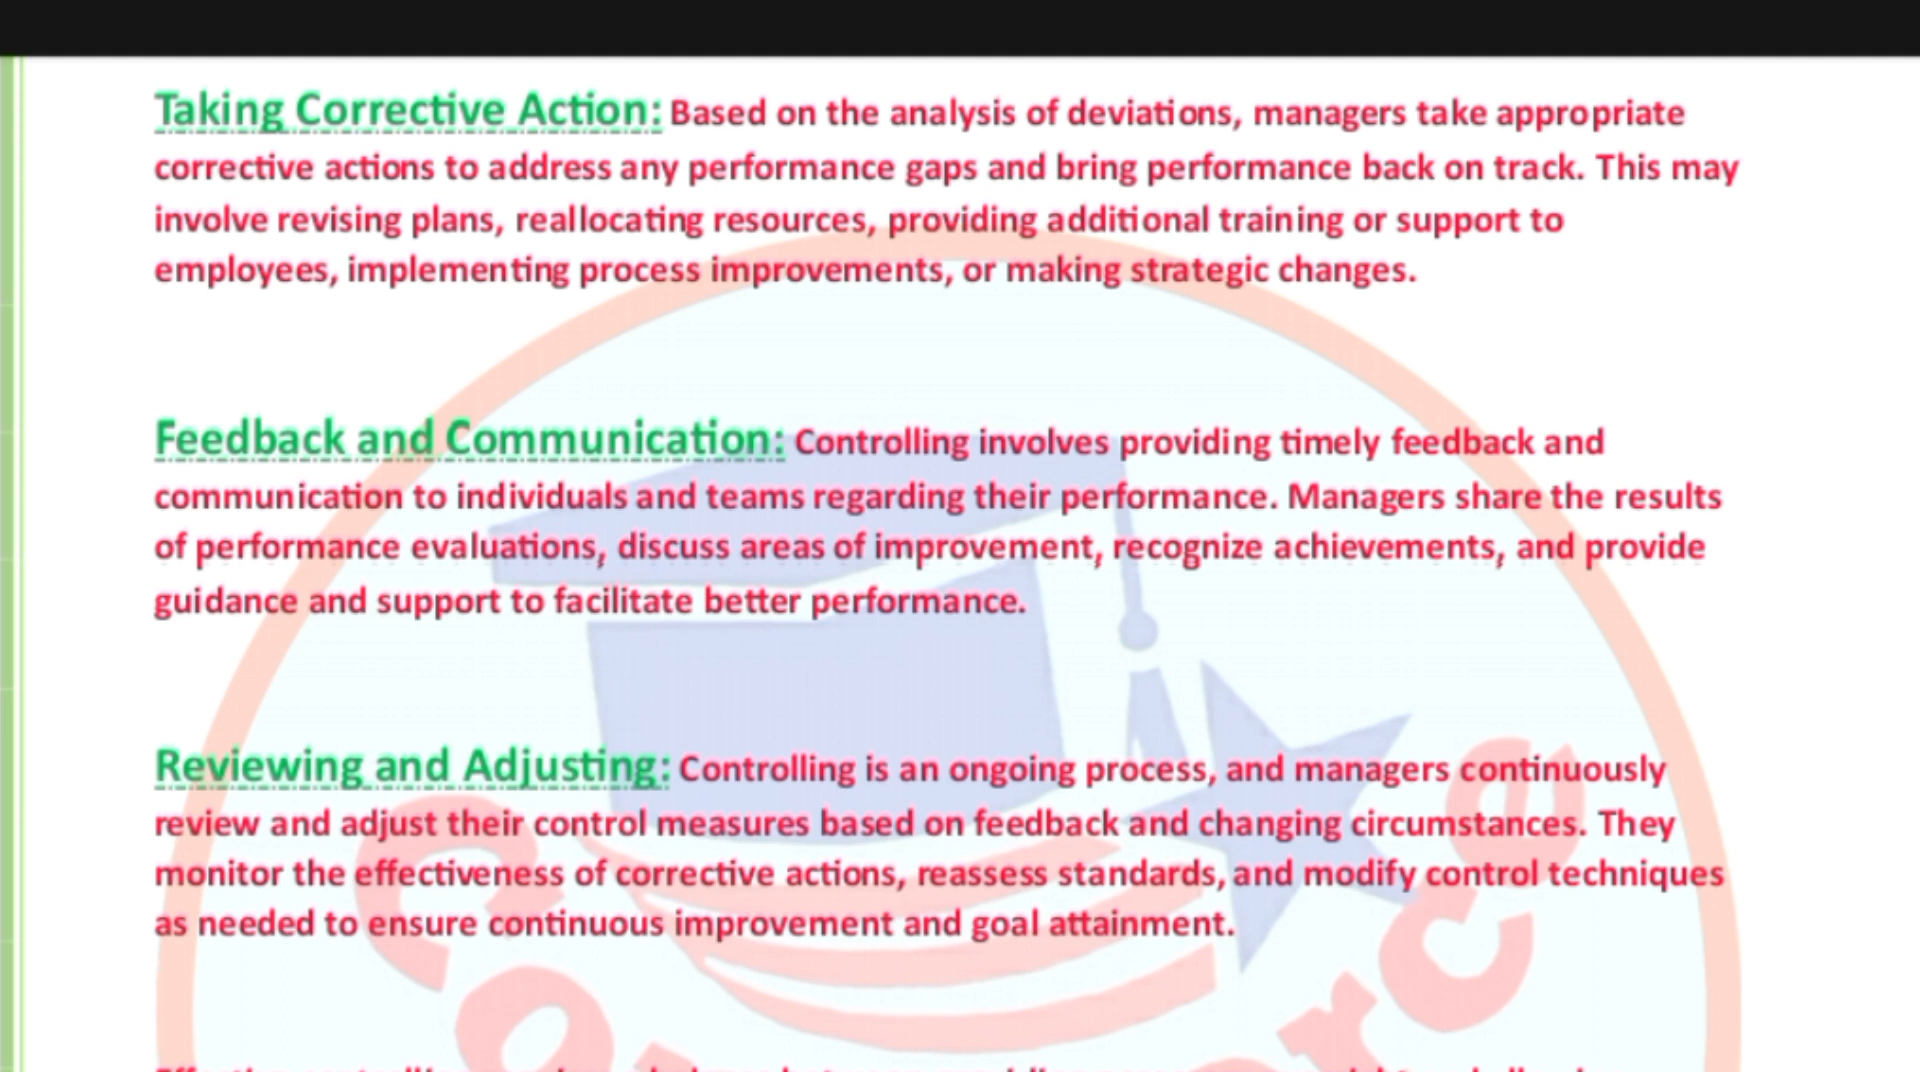 Taking Corrective Action: Based on the analysis of deviations, managers take appropriate
corrective actions to address any performance gaps and bring performance back on track. This may
involve revising plans, reallocating resources, providing additional training or support to
employees, implementing process improvements, or making strategic changes.
Feedback and Communication: Controlling involves providing timely feedback and
communication to individuals and teams regarding their performance. Managers share the results
of performance evaluations, discuss areas of improvement, recognize achievements, and provide
guidance and support to facilitate better performance.
Reviewing and Adjusting: Controlling is an ongoing process, and managers continuously
review and adjust their control measures based on feedback and changing circumstances. They
monitor the effectiveness of corrective actions, reassess standards, and modify control techniques
as needed to ensure continuous improvement and goal attainment.